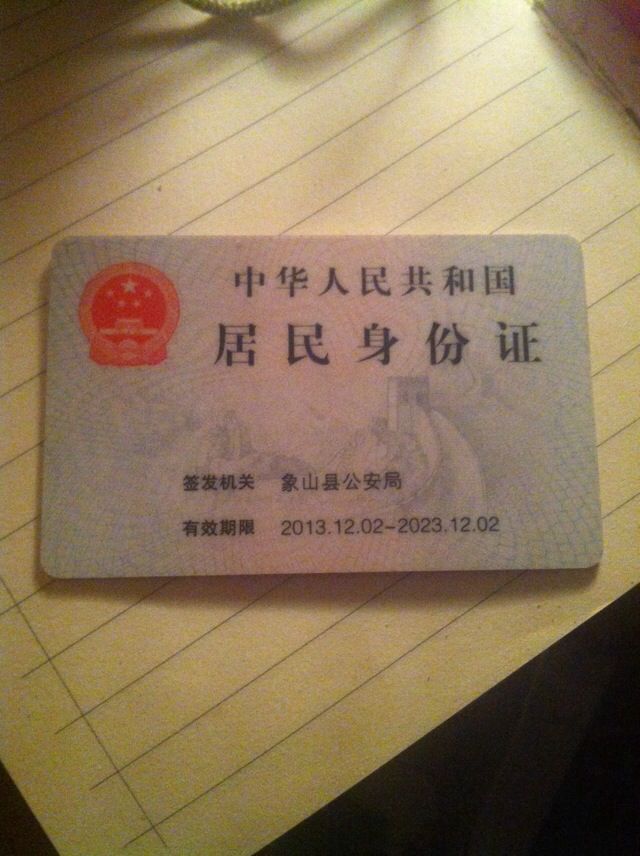 中华人民共和国
居民身份证
签发机关 象山县公安局
有效期限 2013.12.02-2023.12.02